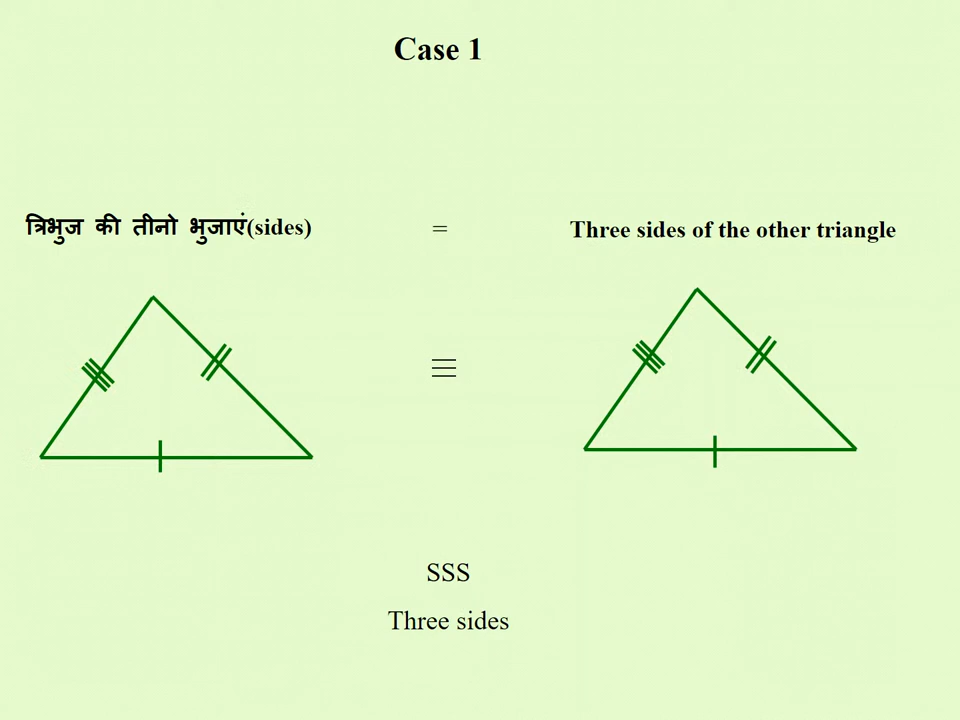 Case 1
त्रिभुज की तीनो भुजाएं(sides) = Three sides of the other triangle
≡
SSS
Three sides